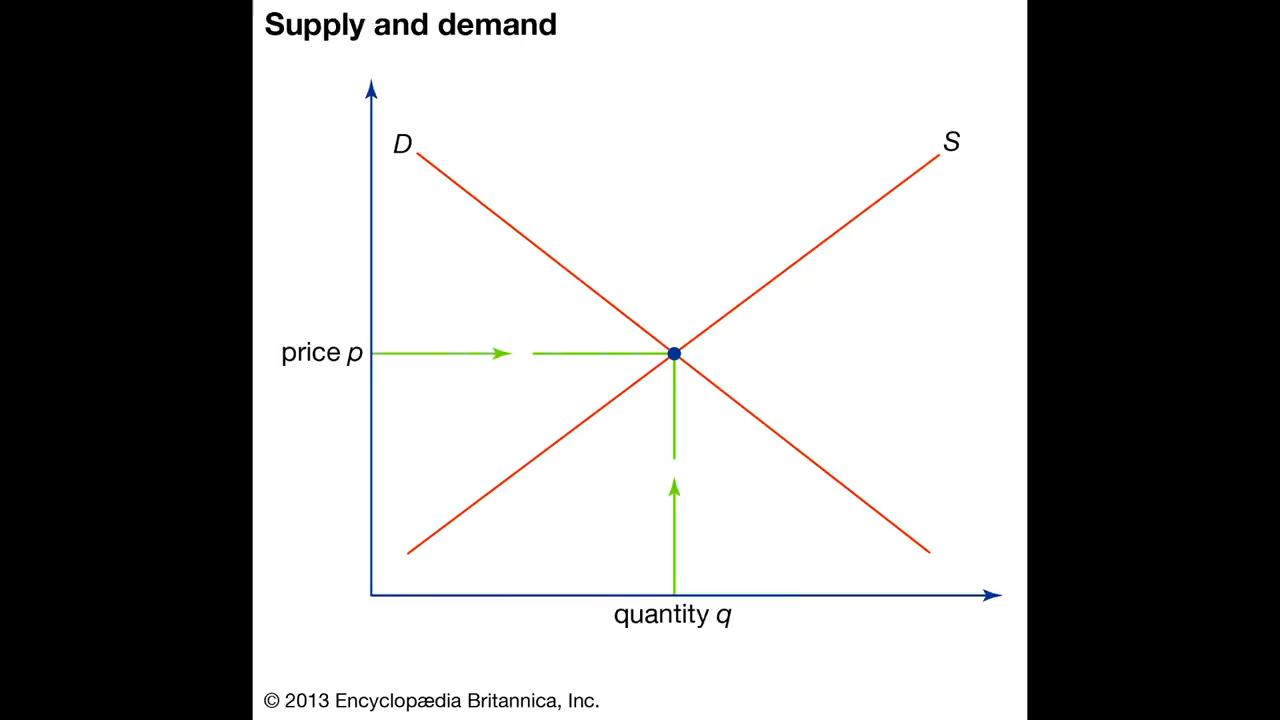 Supply and demand
D
S
price p
quantity q
© 2013 Encyclopædia Britannica, Inc.